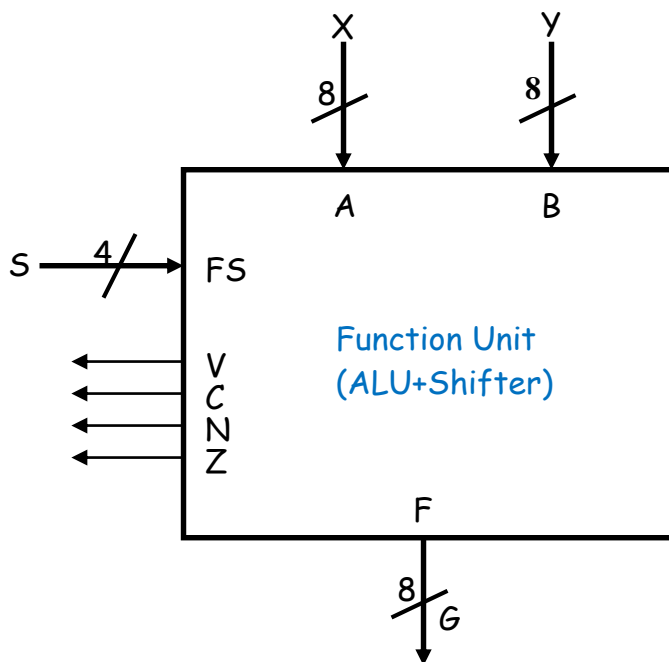 X Y
8 8
A B
S 4 FS
Function Unit
(ALU+Shifter)
V
C
N
Z
F
8 G